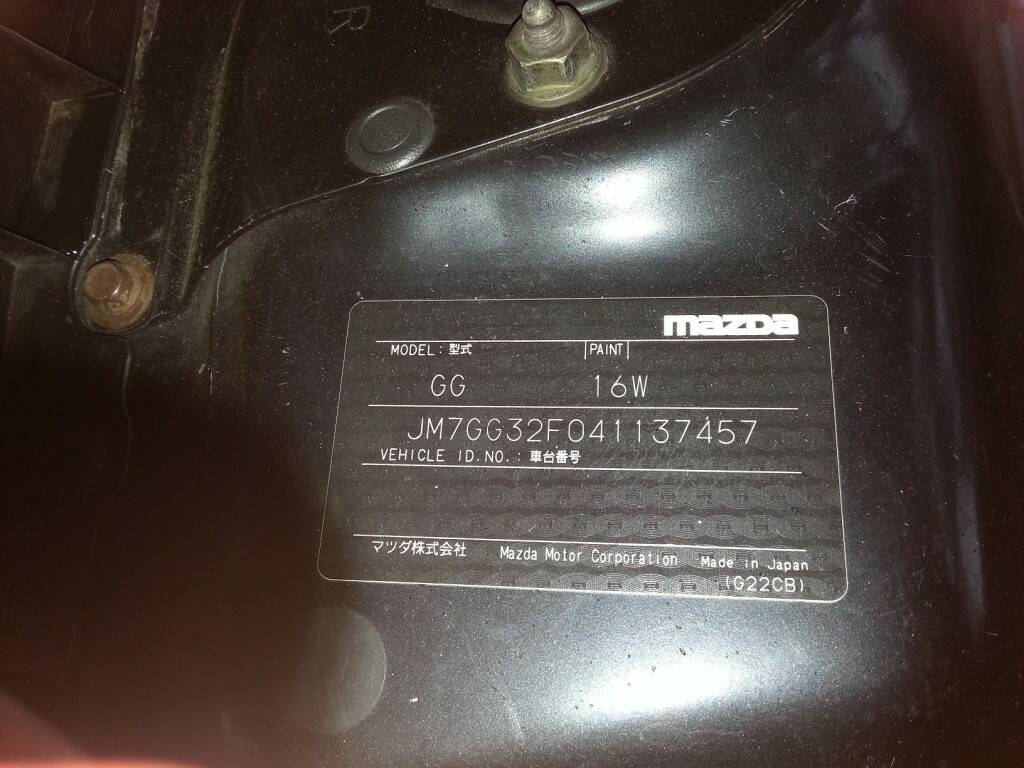 R
mazda
MODEL : 型式 |PAINT|
GG 16W
JM7GG32F041137457
VEHICLE ID.NO. : 車台番号
マツダ株式会社 Mazda Motor Corporation Made in Japan
(G22CB)